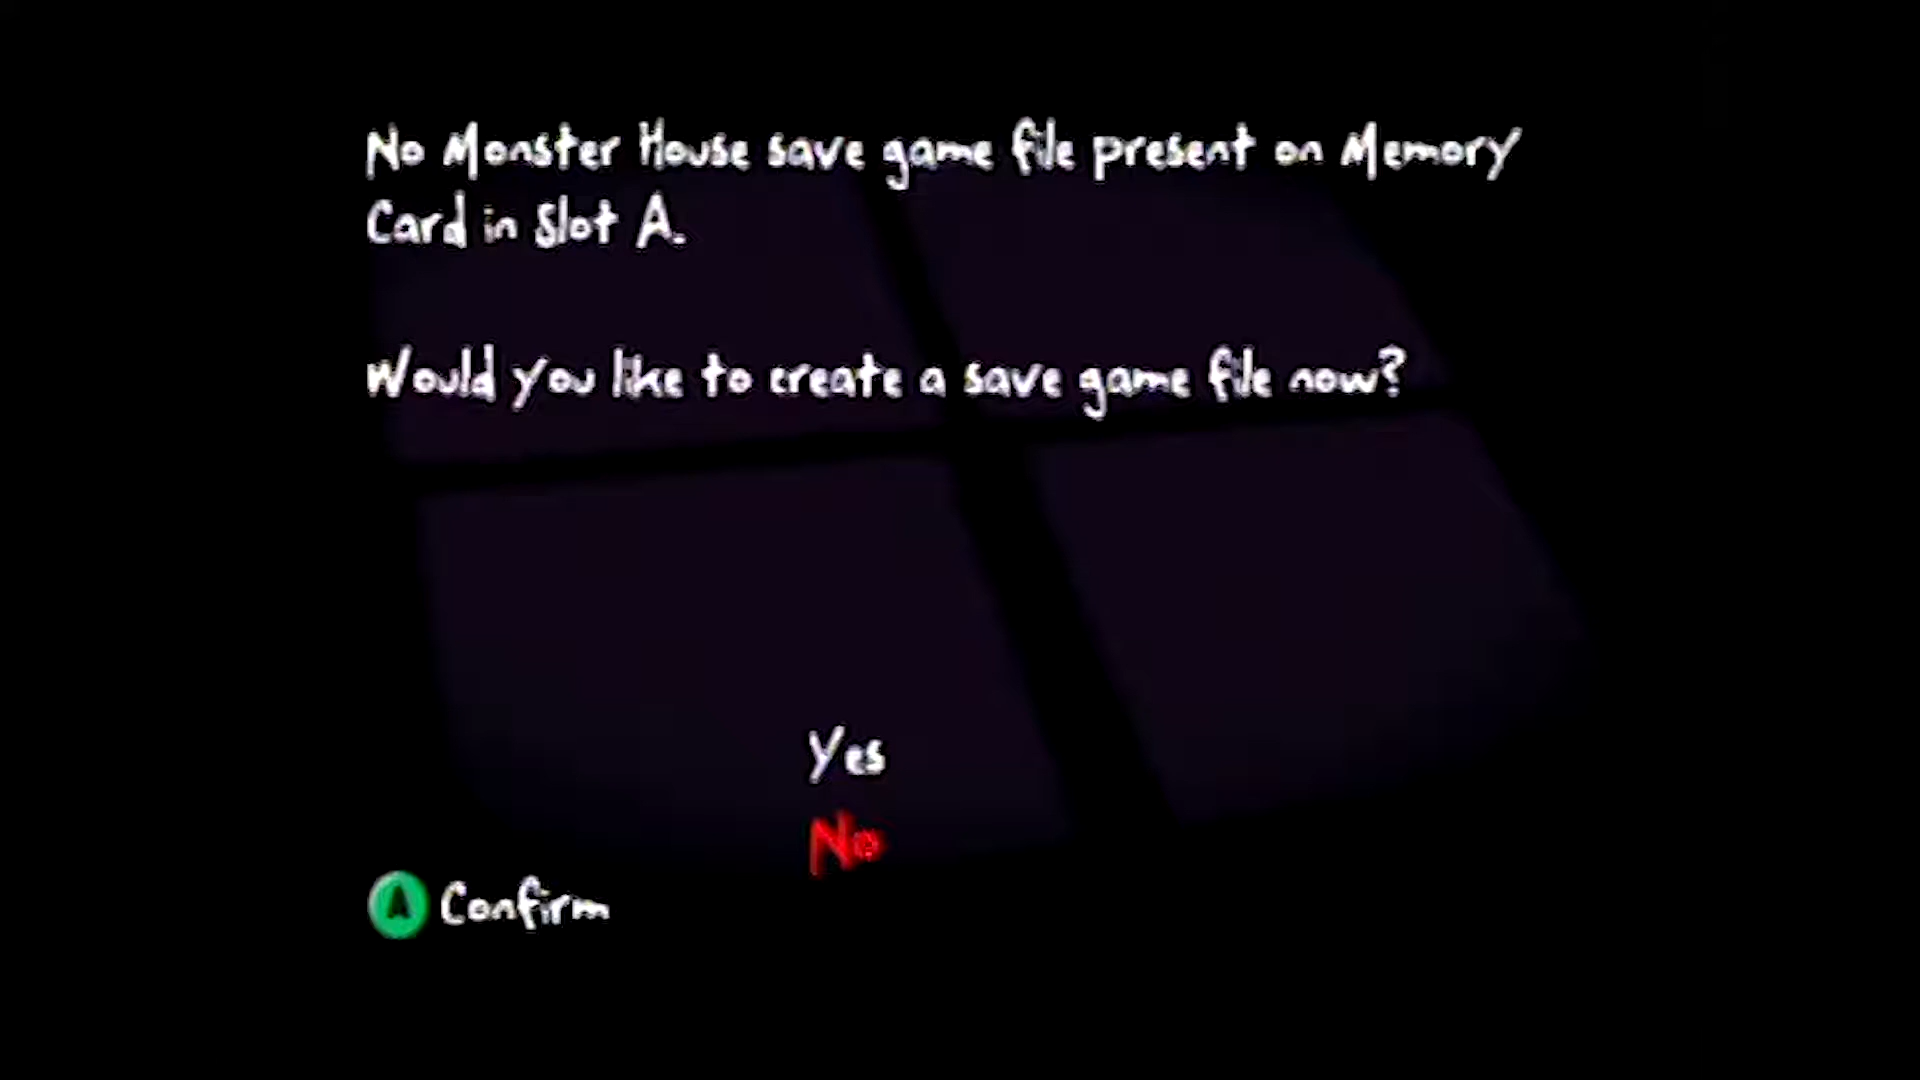 No Monster House save game file present on Memory
Card in Slot A.
Would you like to create a save game file now?
Yes
No
A Confirm